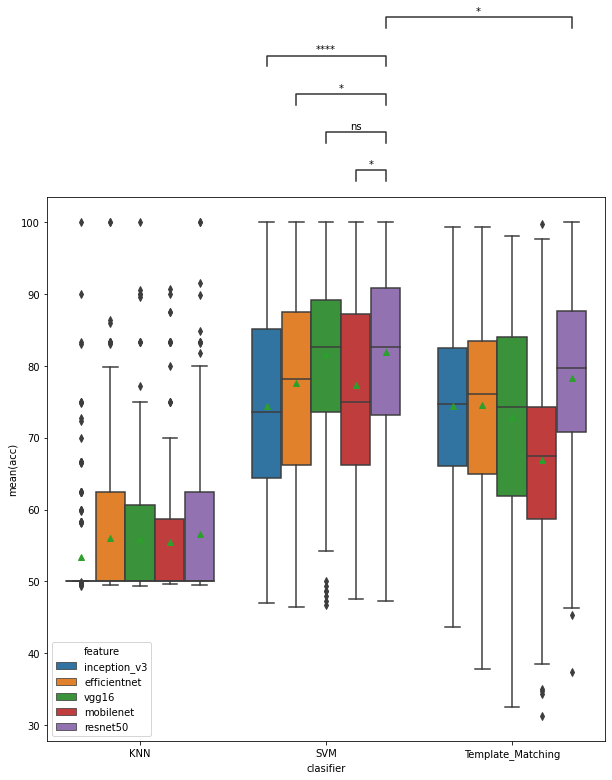 *
****
*
ns
*
100
90
80
70
60
50
40
30
mean(acc)
feature
inception_v3
efficientnet
vgg16
mobilenet
resnet50
KNN
SVM
Template_Matching
clasifier